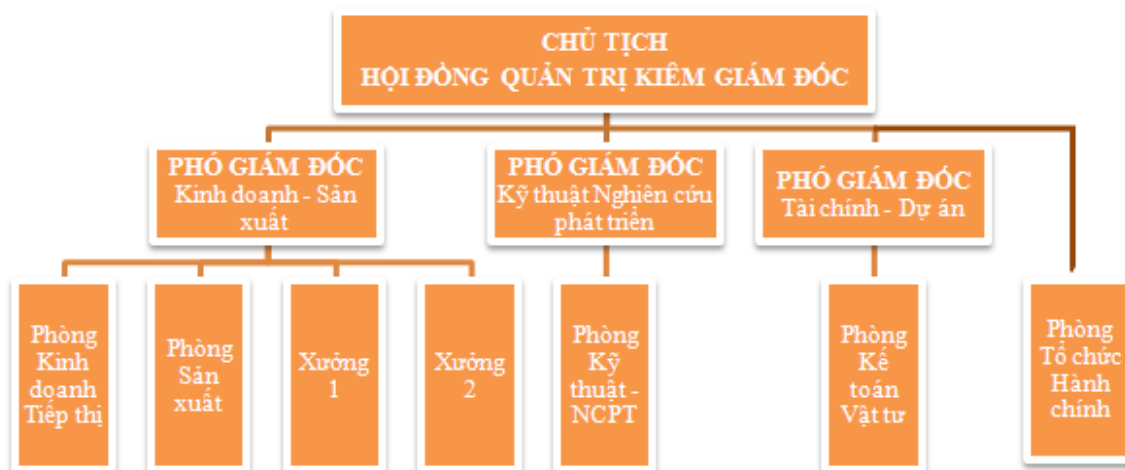 CHỦ TỊCH
HỘI ĐỒNG QUẢN TRỊ KIÊM GIÁM ĐỐC
PHÓ GIÁM ĐỐC
Kinh doanh - Sản
xuất
PHÓ GIÁM ĐỐC
Kỹ thuật Nghiên cứu
phát triển
PHÓ GIÁM ĐỐC
Tài chính - Dự án
Phòng
Kinh
doanh
Tiếp thị
Phòng
Sản
xuất
Xưởng
1
Xưởng
2
Phòng
Kỹ
thuật -
NCPT
Phòng
Kế
toán
Vật tư
Phòng
Tổ chức
Hành
chính